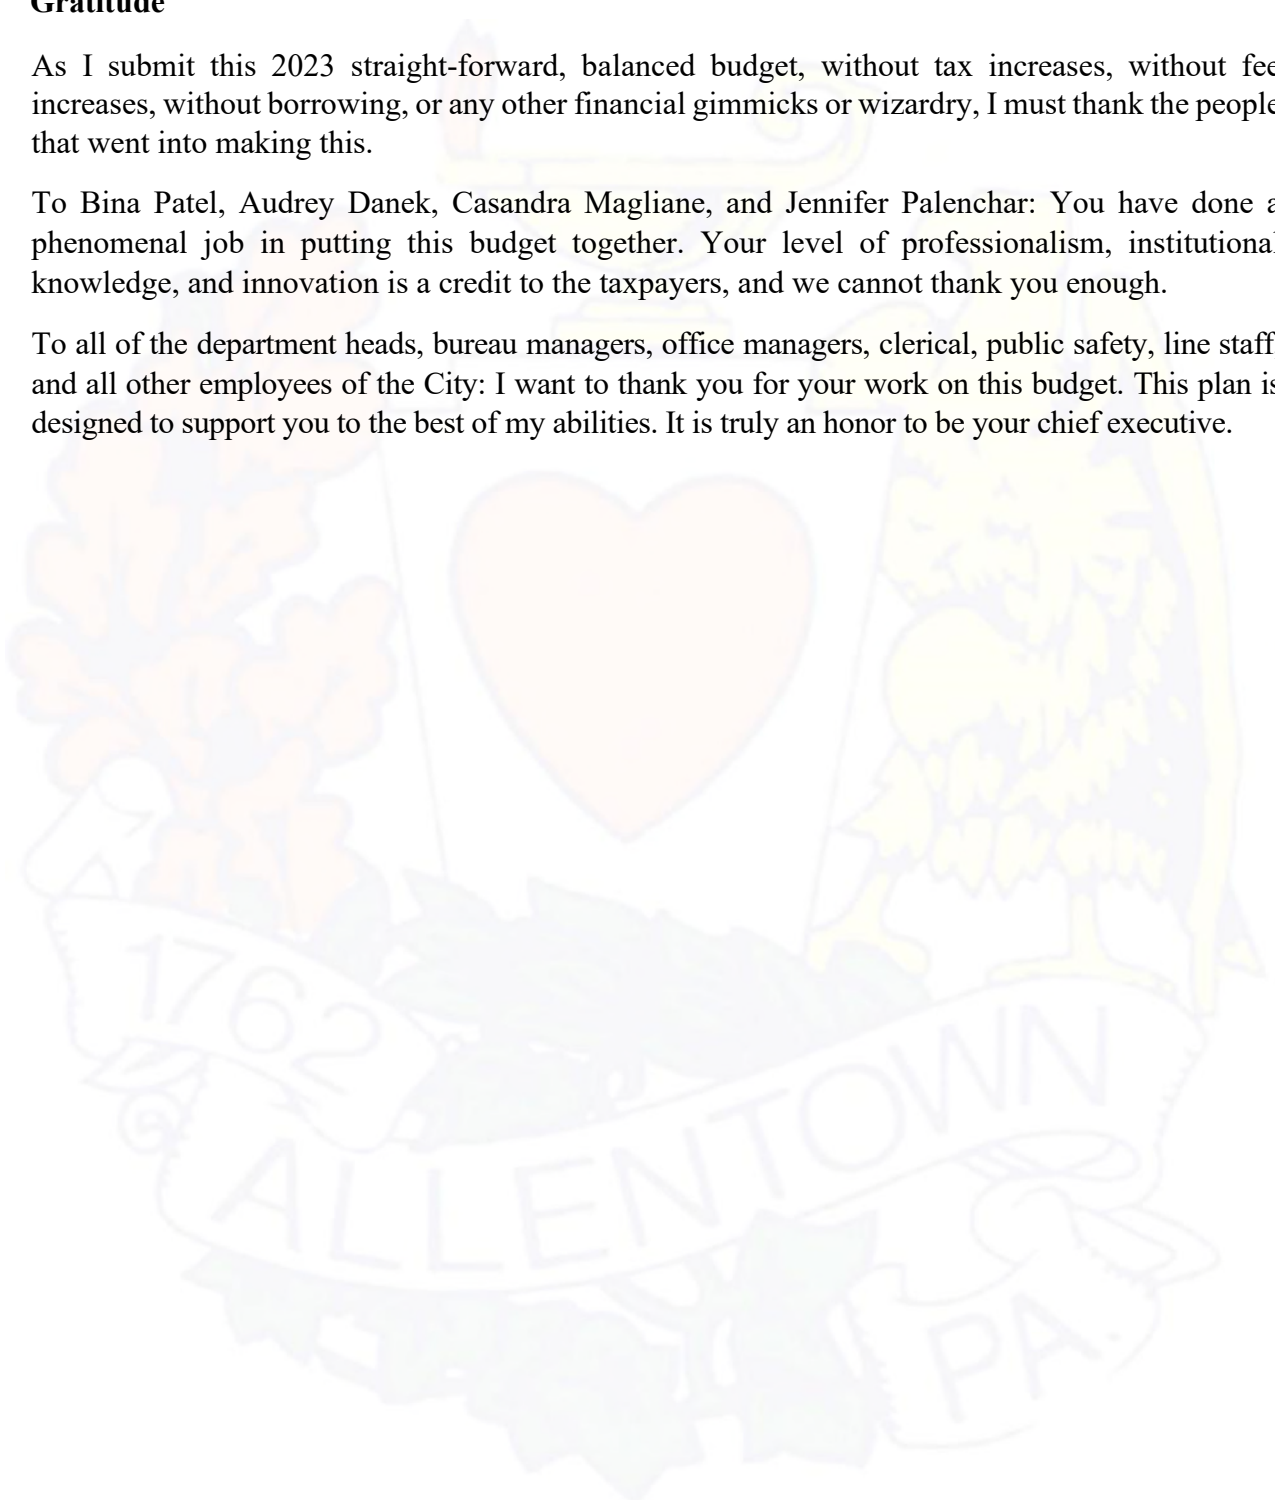 Gratitude
As I submit this 2023 straight-forward, balanced budget, without tax increases, without fee
increases, without borrowing, or any other financial gimmicks or wizardry, I must thank the people
that went into making this.
To Bina Patel, Audrey Danek, Casandra Magliane, and Jennifer Palenchar: You have done a
phenomenal job in putting this budget together. Your level of professionalism, institutional
knowledge, and innovation is a credit to the taxpayers, and we cannot thank you enough.
To all of the department heads, bureau managers, office managers, clerical, public safety, line staff
and all other employees of the City: I want to thank you for your work on this budget. This plan is
designed to support you to the best of my abilities. It is truly an honor to be your chief executive.
1762
ALLENTOWN
PA.